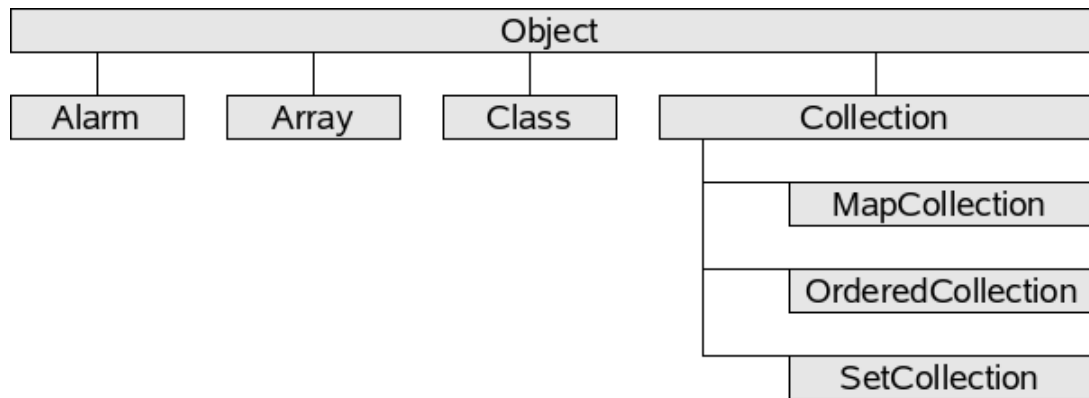 Object
Alarm
Array
Class
Collection
MapCollection
OrderedCollection
SetCollection